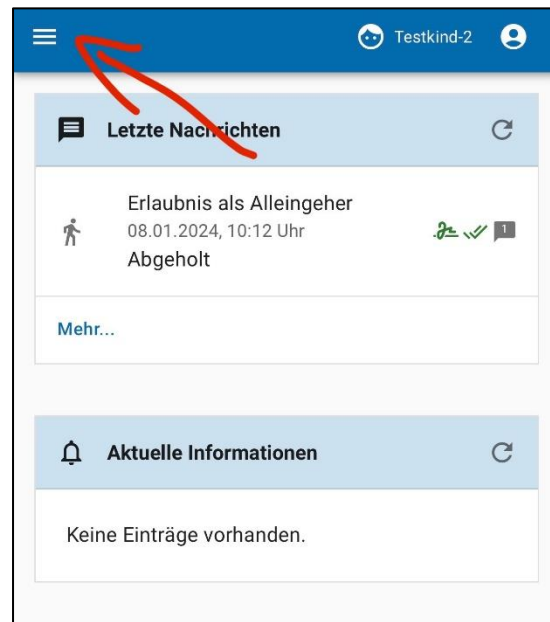 Testkind-2
Letzte Nachrichten
Erlaubnis als Alleingeher
08.01.2024, 10:12 Uhr
Abgeholt
1
Mehr...
Aktuelle Informationen
Keine Einträge vorhanden.